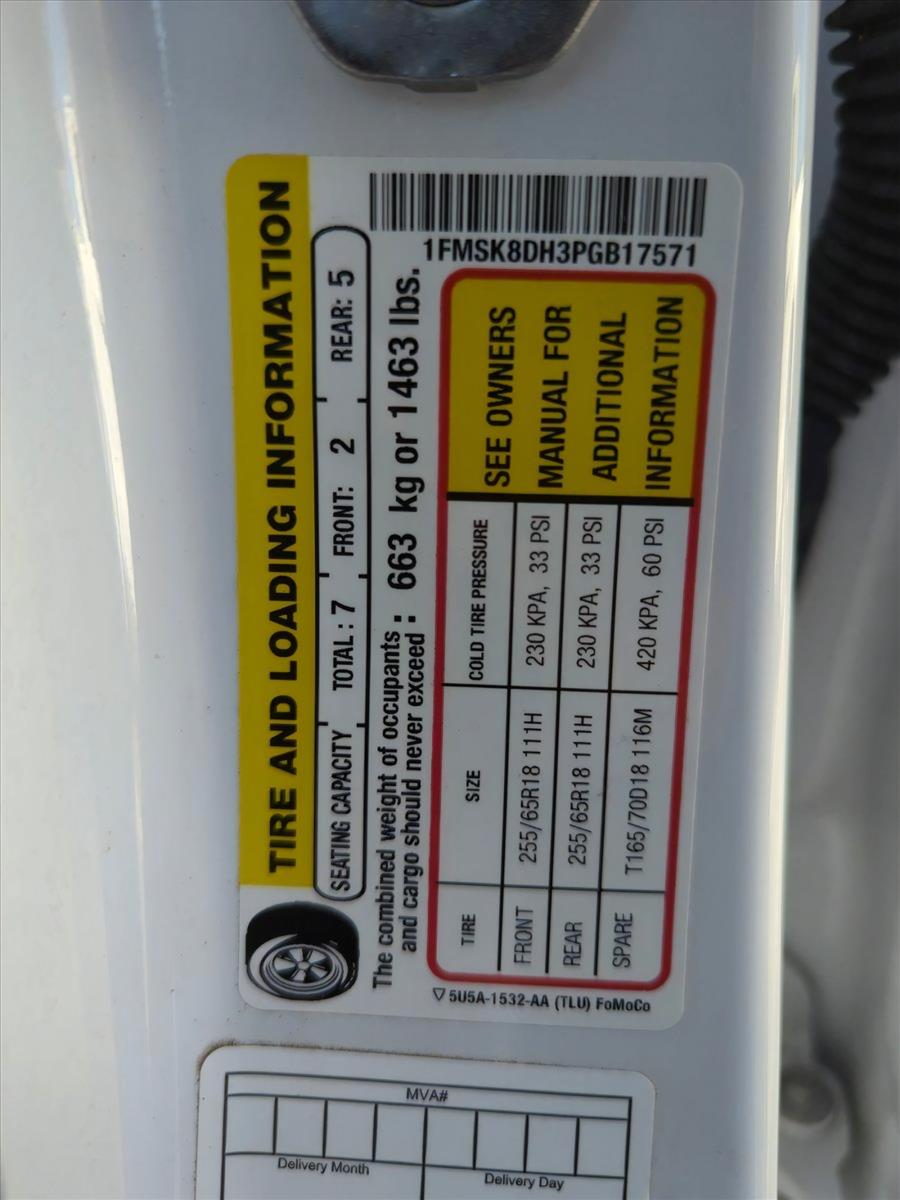 TIRE AND LOADING INFORMATION
SEATING CAPACITY TOTAL: 7 FRONT: 2 REAR: 5
The combined weight of occupants
and cargo should never exceed : 663 kg or 1463 lbs.
1FMSK8DH3PGB17571
TIRE SIZE COLD TIRE PRESSURE
FRONT 255/65R18 111H 230 KPA, 33 PSI
REAR 255/65R18 111H 230 KPA, 33 PSI
SPARE T165/70D18 116M 420 KPA, 60 PSI
SEE OWNERS
MANUAL FOR
ADDITIONAL
INFORMATION
5U5A-1532-AA (TLU) FoMoCo
MVA#
Delivery Month Delivery Day